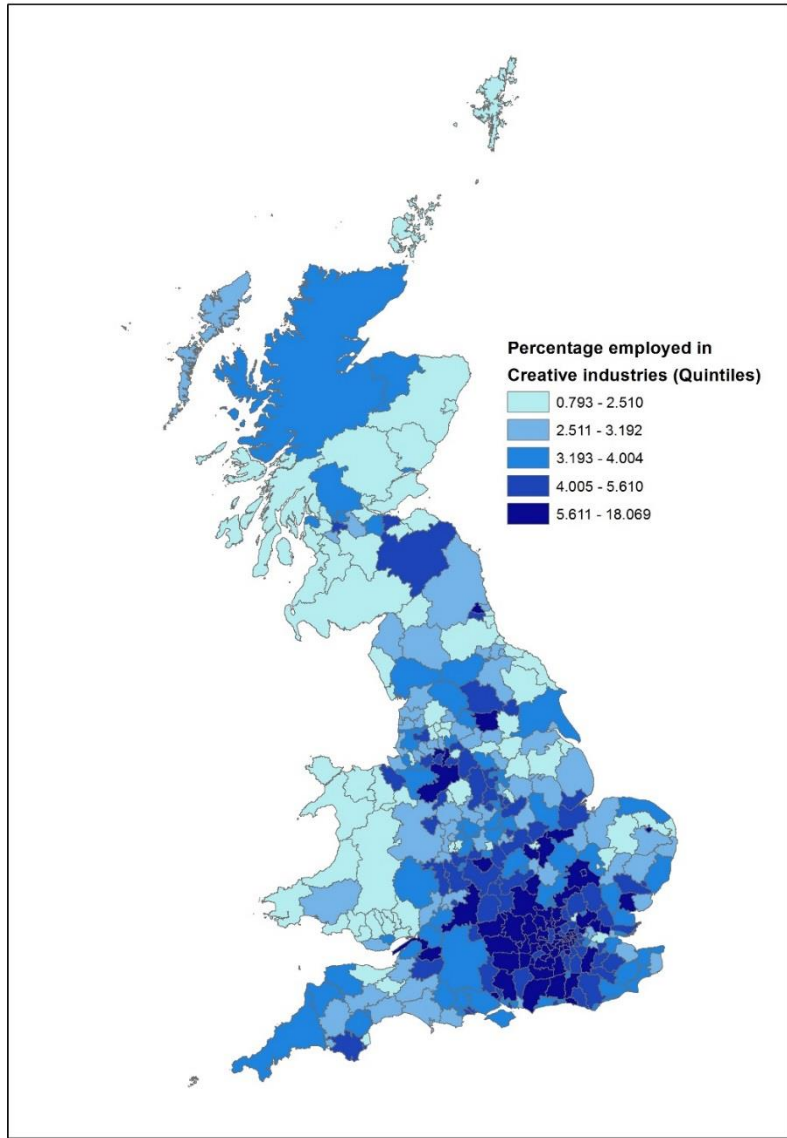 Percentage employed in
Creative industries (Quintiles)
0.793 - 2.510
2.511 - 3.192
3.193 - 4.004
4.005 - 5.610
5.611 - 18.069